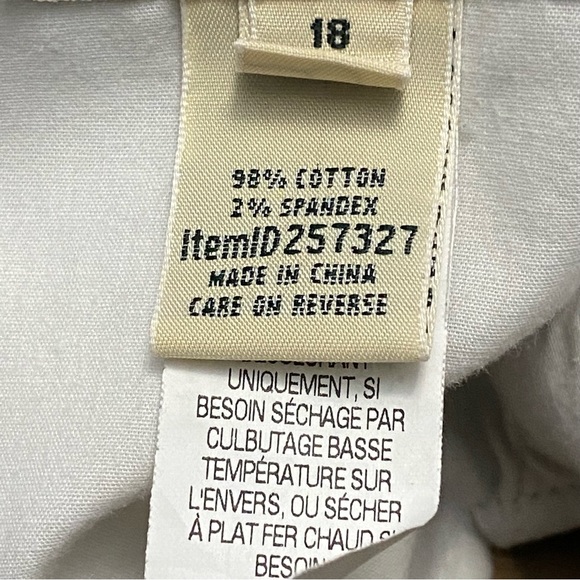 18
98% COTTON
2% SPANDEX
ItemID257327
MADE IN CHINA
CARE ON REVERSE
UNIQUEMENT, SI
BESOIN SÉCHAGE PAR
CULBUTAGE BASSE
TEMPÉRATURE SUR
L'ENVERS, OU SÉCHER
À PLAT FER CHAUD SI
BESOIN